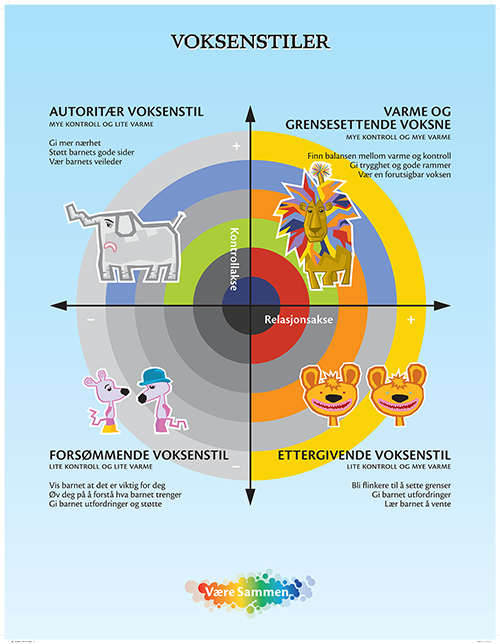 VOKSENSTILER
AUTORITÆR VOKSENSTIL
MYE KONTROLL OG LITE VARME
Gi mer nærhet
Støtt barnets gode sider
Vær barnets veileder
VARME OG
GRENSESETTENDE VOKSNE
MYE KONTROLL OG MYE VARME
Finn balansen mellom varme og kontroll
Gi trygghet og gode rammer
Vær en forutsigbar voksen
+
Kontrollakse
Relasjonsakse
–
+
–
FORSØMMENDE VOKSENSTIL
LITE KONTROLL OG LITE VARME
Vis barnet at det er viktig for deg
Øv deg på å forstå hva barnet trenger
Gi barnet utfordringer og støtte
ETTERGIVENDE VOKSENSTIL
LITE KONTROLL OG MYE VARME
Bli flinkere til å sette grenser
Gi barnet utfordringer
Lær barnet å vente
Være Sammen